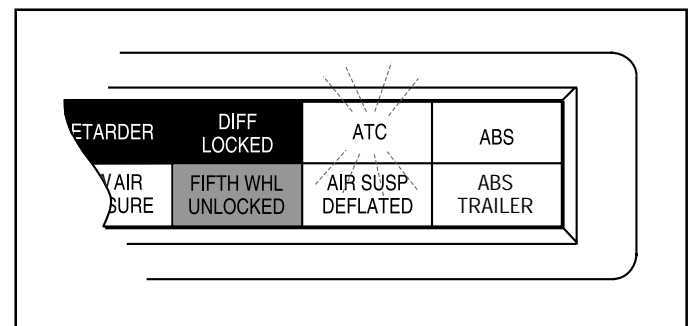 ETARDER
DIFF
LOCKED
ATC
ABS
AIR
SURE
FIFTH WHL
UNLOCKED
AIR SUSP
DEFLATED
ABS
TRAILER